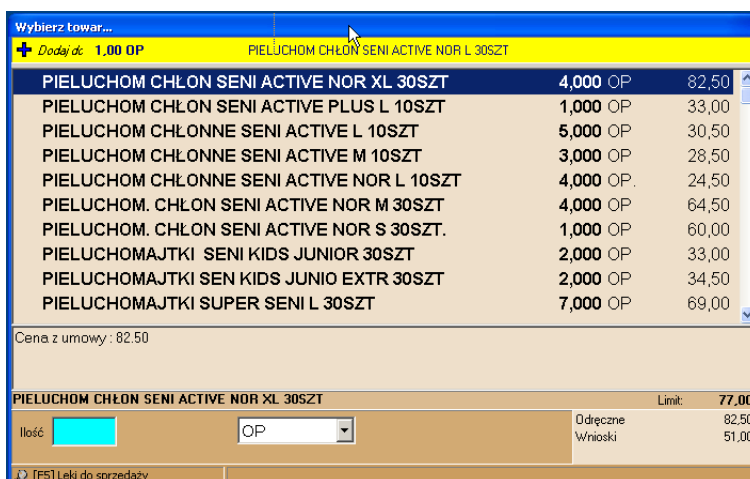 Wybierz towar...
Dodaj dc 1,00 OP PIELUCHOM CHŁON SENI ACTIVE NOR L 30SZT
PIELUCHOM CHŁON SENI ACTIVE NOR XL 30SZT 4,000 OP 82,50
PIELUCHOM CHŁON SENI ACTIVE PLUS L 10SZT 1,000 OP 33,00
PIELUCHOM CHŁONNE SENI ACTIVE L 10SZT 5,000 OP 30,50
PIELUCHOM CHŁONNE SENI ACTIVE M 10SZT 3,000 OP 28,50
PIELUCHOM CHŁONNE SENI ACTIVE NOR L 10SZT 4,000 OP. 24,50
PIELUCHOM. CHŁON SENI ACTIVE NOR M 30SZT 4,000 OP 64,50
PIELUCHOM. CHŁON SENI ACTIVE NOR S 30SZT. 1,000 OP 60,00
PIELUCHOMAJTKI SENI KIDS JUNIOR 30SZT 2,000 OP 33,00
PIELUCHOMAJTKI SEN KIDS JUNIO EXTR 30SZT 2,000 OP 34,50
PIELUCHOMAJTKI SUPER SENI L 30SZT 7,000 OP 69,00
Cena z umowy : 82.50
PIELUCHOM CHŁON SENI ACTIVE NOR XL 30SZT Limit: 77,00
Ilość OP Odręczne 82,50
Wnioski 51,00
[F5] Leki do sprzedaży